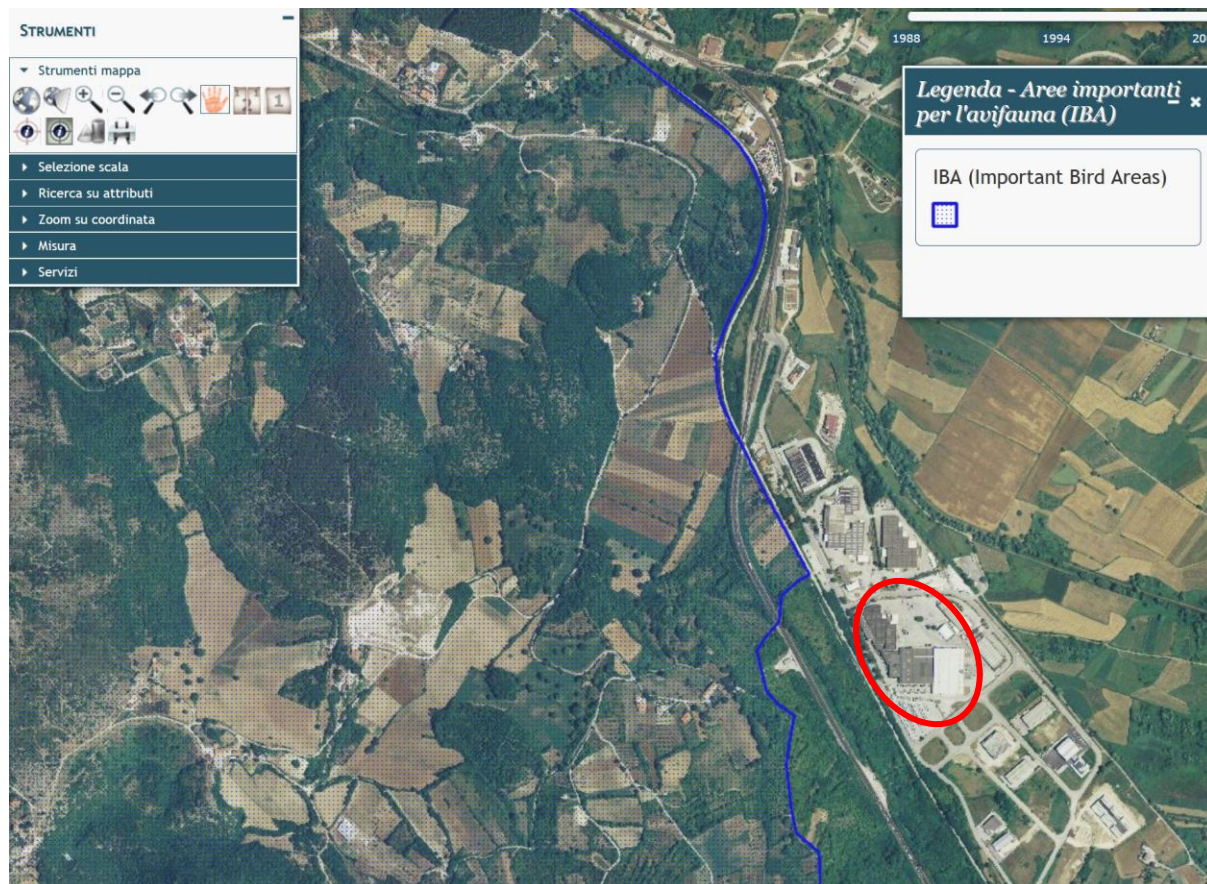 STRUMENTI
Strumenti mappa
Selezione scala
Ricerca su attributi
Zoom su coordinata
Misura
Servizi
1988 1994 20
Legenda - Aree importanti
per l'avifauna (IBA)
IBA (Important Bird Areas)